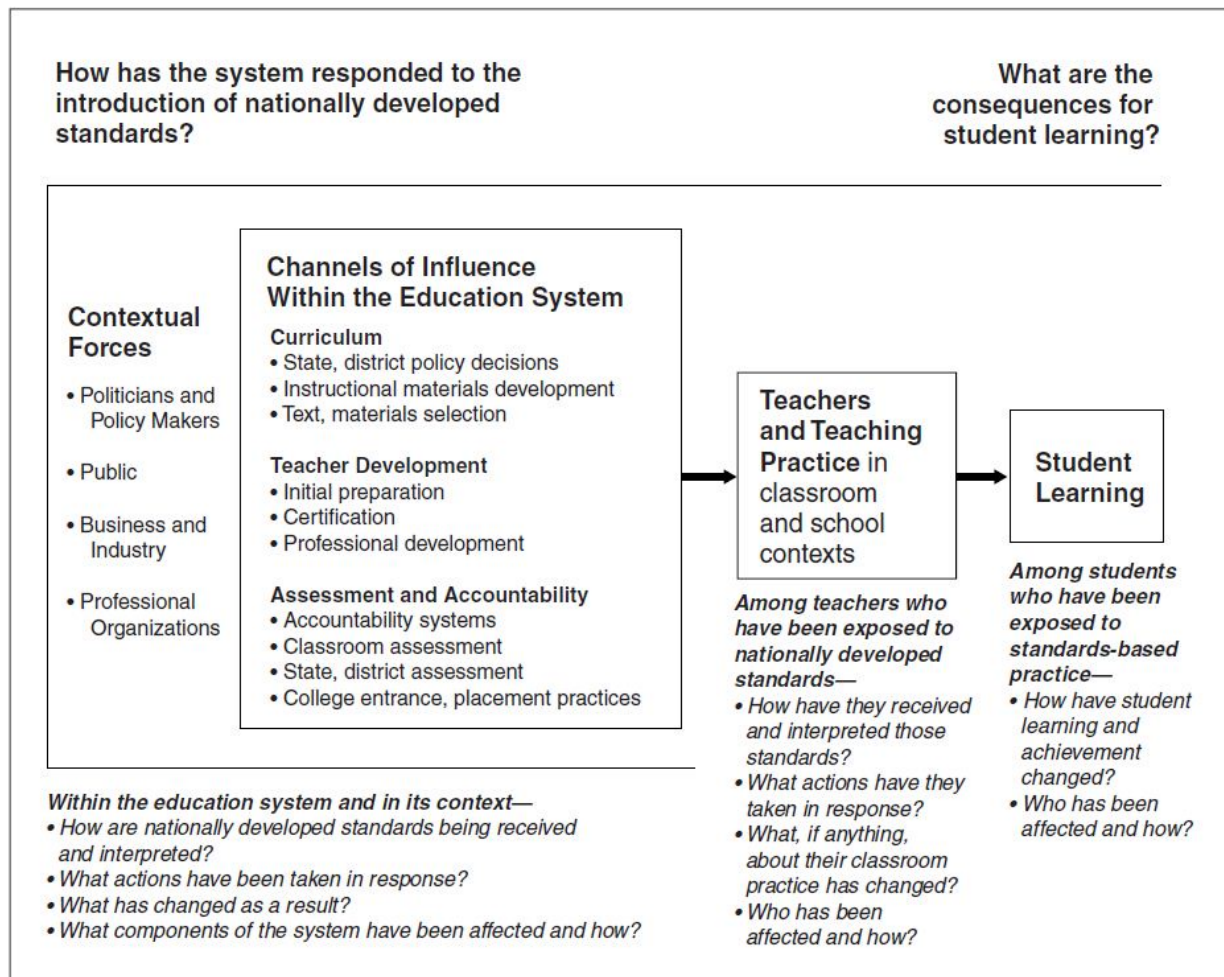 How has the system responded to the
introduction of nationally developed
standards?
What are the
consequences for
student learning?
Contextual
Forces
• Politicians and
Policy Makers
• Public
• Business and
Industry
• Professional
Organizations
Channels of Influence
Within the Education System
Curriculum
• State, district policy decisions
• Instructional materials development
• Text, materials selection
Teacher Development
• Initial preparation
• Certification
• Professional development
Assessment and Accountability
• Accountability systems
• Classroom assessment
• State, district assessment
• College entrance, placement practices
Teachers
and Teaching
Practice in
classroom
and school
contexts
Student
Learning
Within the education system and in its context—
• How are nationally developed standards being received
and interpreted?
• What actions have been taken in response?
• What has changed as a result?
• What components of the system have been affected and how?
Among teachers who
have been exposed to
nationally developed
standards—
• How have they received
and interpreted those
standards?
• What actions have they
taken in response?
• What, if anything,
about their classroom
practice has changed?
• Who has been
affected and how?
Among students
who have been
exposed to
standards-based
practice—
• How have student
learning and
achievement
changed?
• Who has been
affected and how?